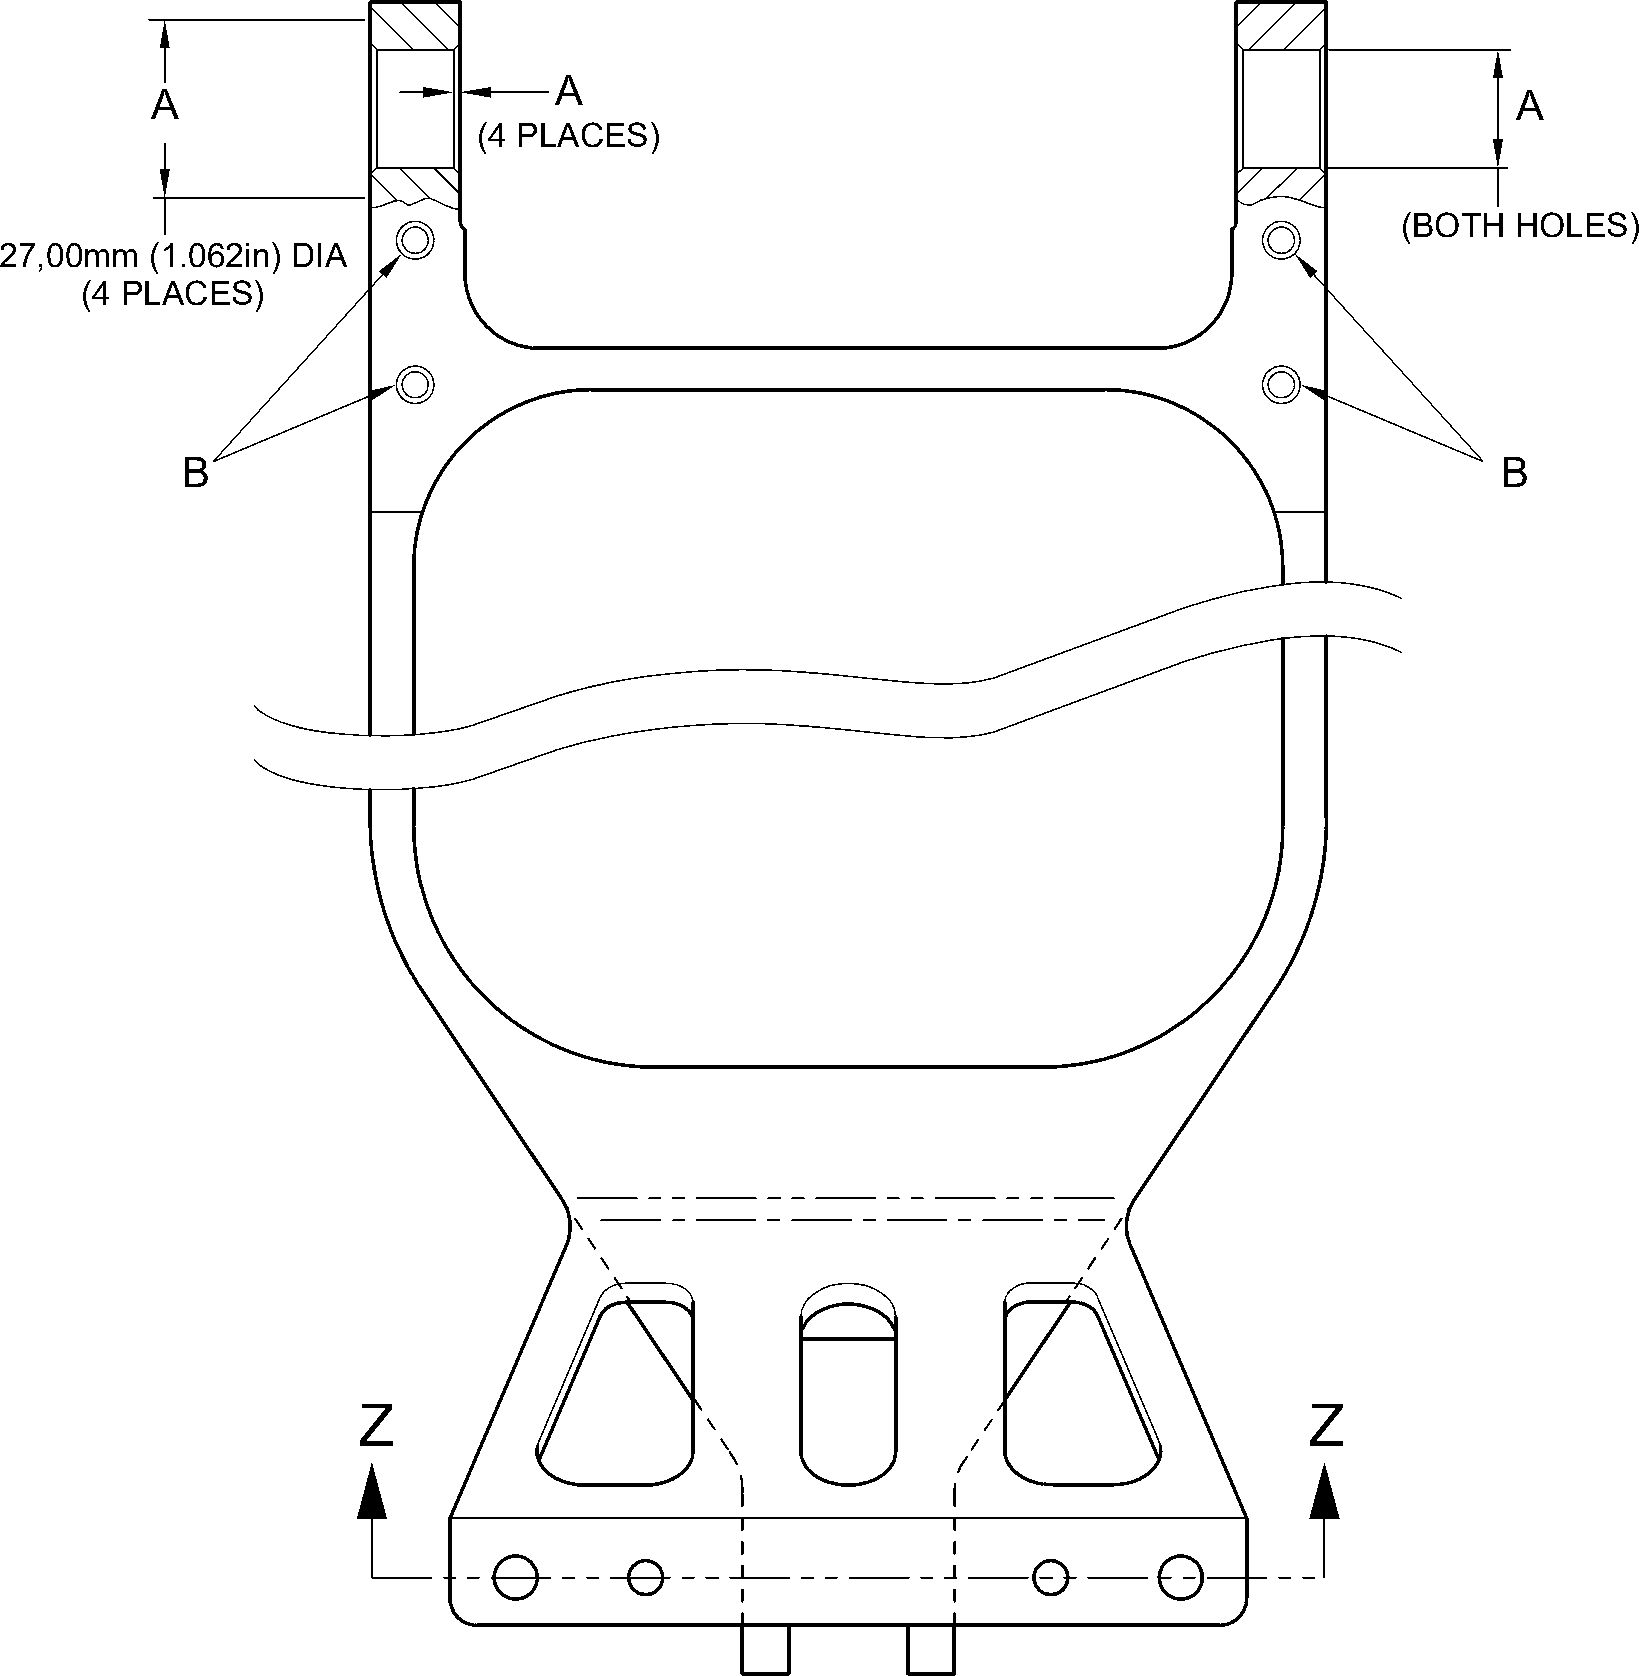 A
A
(4 PLACES)
A
27,00mm (1.062in) DIA
(4 PLACES)
(BOTH HOLES)
B
B
Z
Z